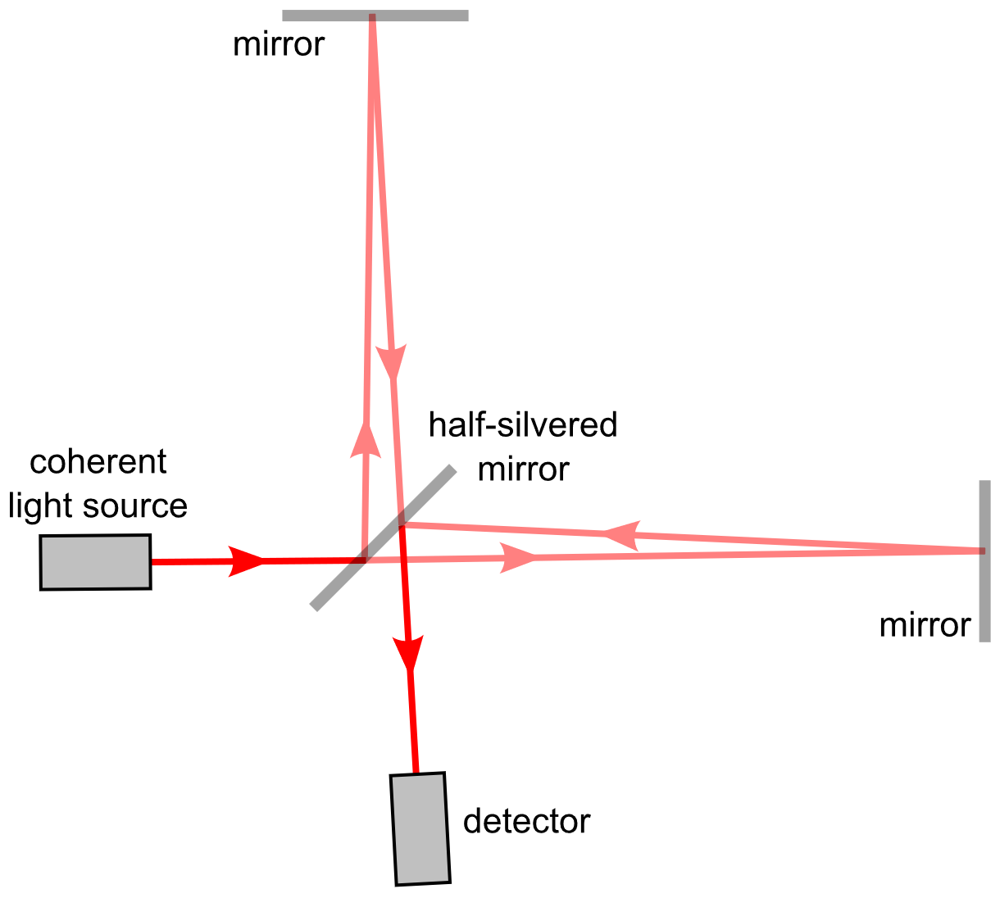 mirror
half-silvered
mirror
coherent
light source
mirror
detector